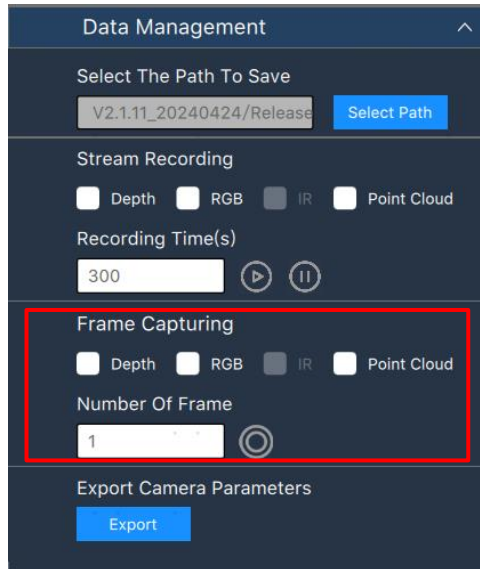 Data Management
Select The Path To Save
V2.1.11_20240424/Release Select Path
Stream Recording
Depth RGB IR Point Cloud
Recording Time(s)
300
Frame Capturing
Depth RGB IR Point Cloud
Number Of Frame
1
Export Camera Parameters
Export